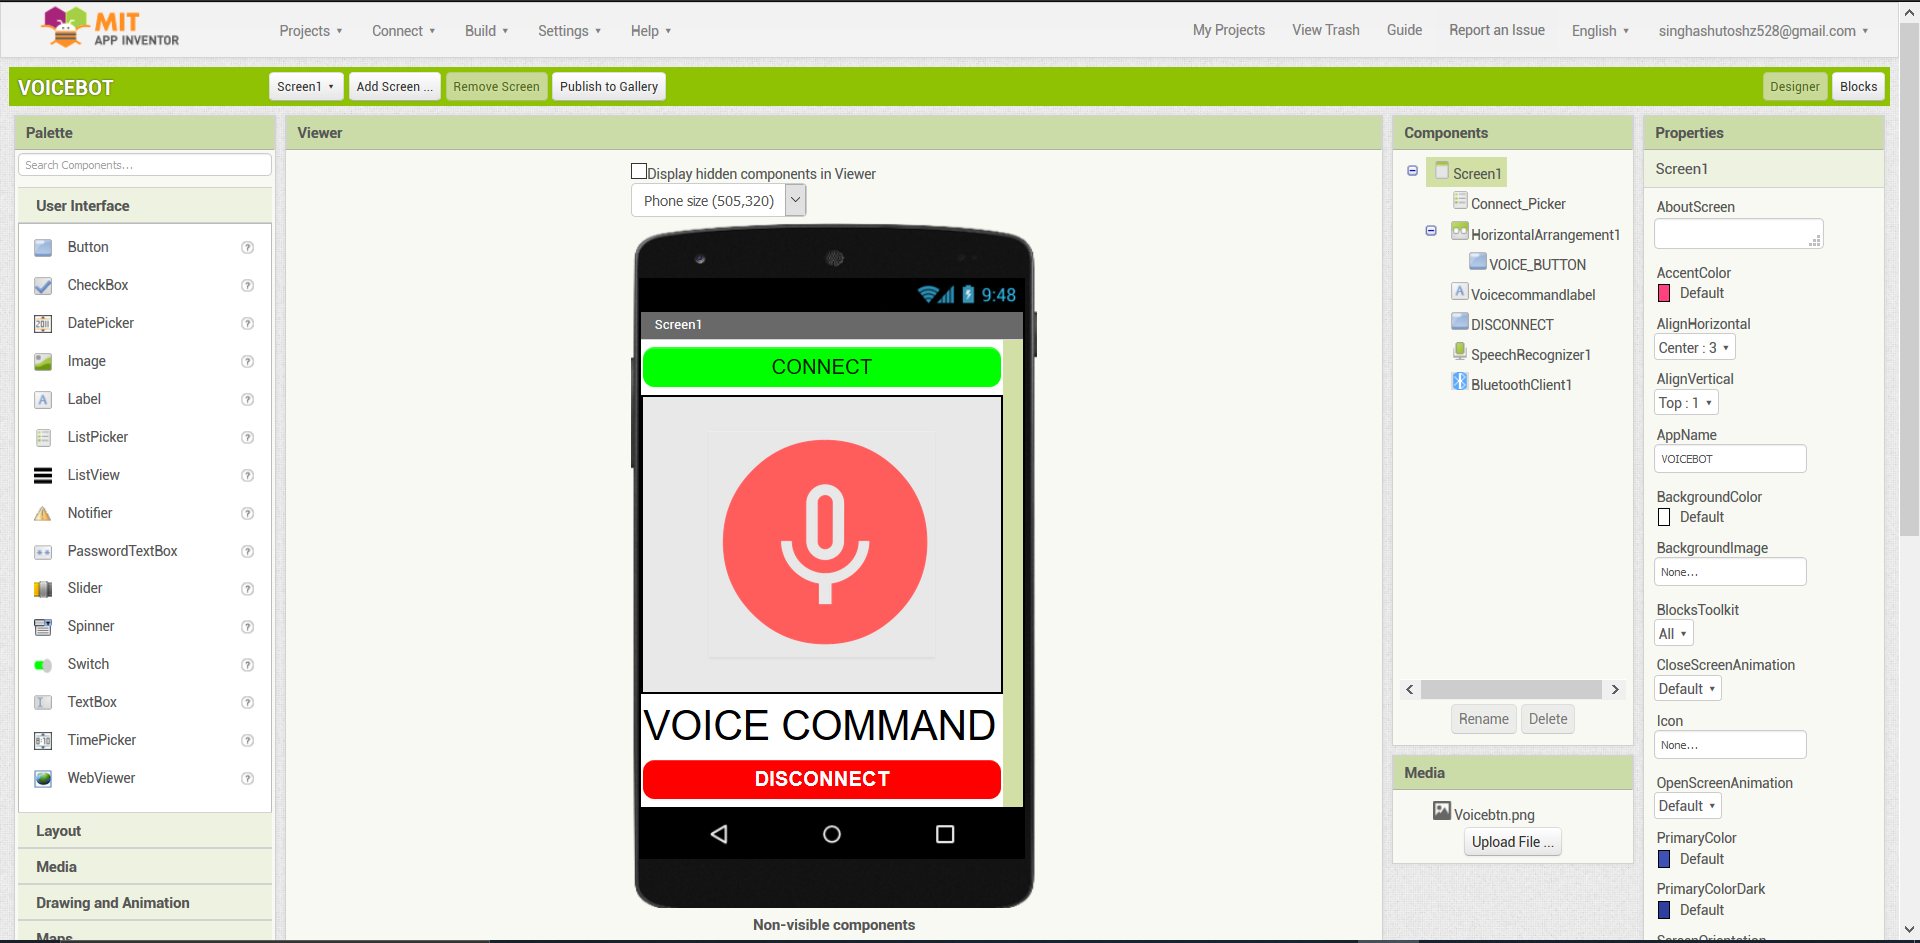 MIT
APP INVENTOR
Projects
Connect
Build
Settings
Help
My Projects
View Trash
Guide
Report an Issue
English
singhashutoshz528@gmail.com
VOICEBOT
Screen1
Add Screen ...
Remove Screen
Publish to Gallery
Designer
Blocks
Palette
Search Components...
User Interface
Button
CheckBox
DatePicker
Image
Label
ListPicker
ListView
Notifier
PasswordTextBox
Slider
Spinner
Switch
TextBox
TimePicker
WebViewer
Layout
Media
Drawing and Animation
Maps
Viewer
Display hidden components in Viewer
Phone size (505,320)
9:48
Screen1
CONNECT
VOICE COMMAND
DISCONNECT
Non-visible components
Components
Screen1
Connect_Picker
HorizontalArrangement1
VOICE_BUTTON
Voicecommandlabel
DISCONNECT
SpeechRecognizer1
BluetoothClient1
Rename
Delete
Media
Voicebtn.png
Upload File ...
Properties
Screen1
AboutScreen
AccentColor
Default
AlignHorizontal
Center : 3
AlignVertical
Top : 1
AppName
VOICEBOT
BackgroundColor
Default
BackgroundImage
None...
BlocksToolkit
All
CloseScreenAnimation
Default
Icon
None...
OpenScreenAnimation
Default
PrimaryColor
Default
PrimaryColorDark
Default
ScreenOrientation